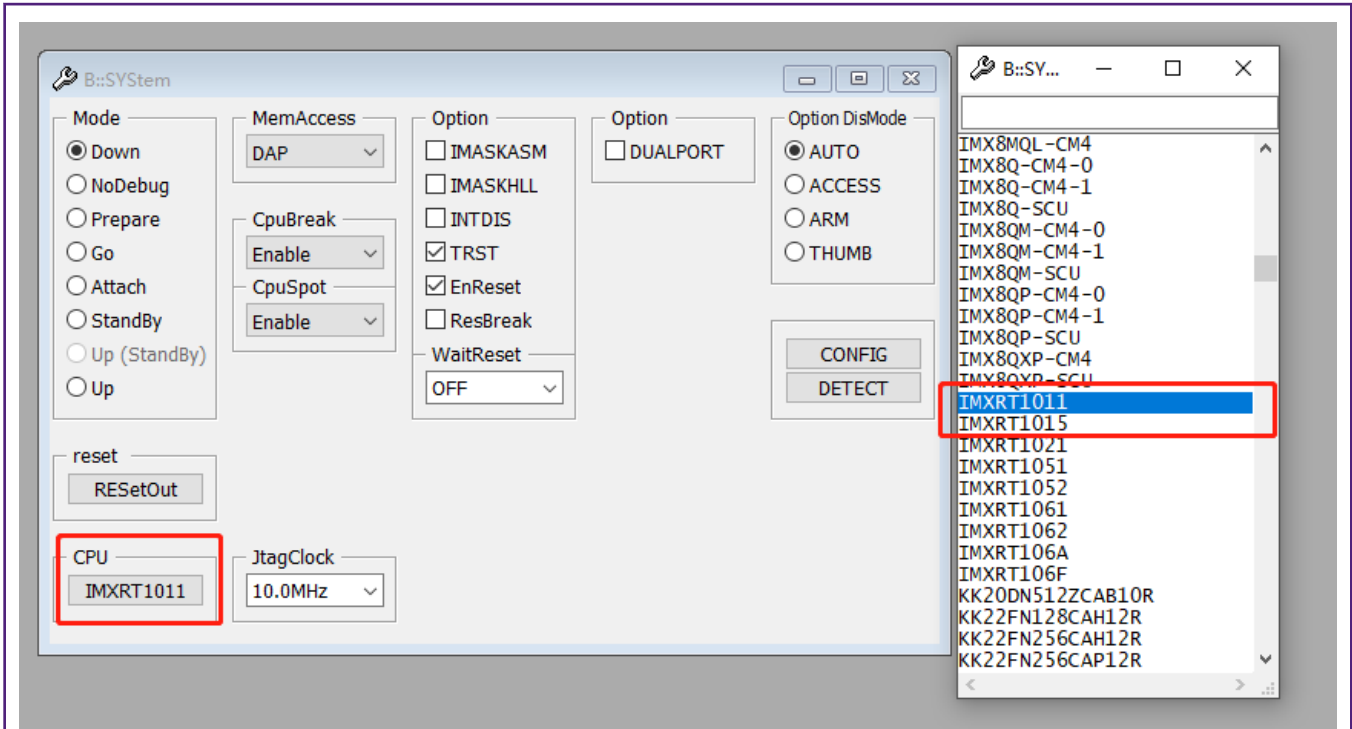 B::SYStem
Mode
Down
NoDebug
Prepare
Go
Attach
StandBy
Up (StandBy)
Up
MemAccess
DAP
CpuBreak
Enable
CpuSpot
Enable
Option
IMASKASM
IMASKHLL
INTDIS
TRST
EnReset
ResBreak
WaitReset
OFF
Option
DUALPORT
Option DisMode
AUTO
ACCESS
ARM
THUMB
CONFIG
DETECT
reset
RESetOut
CPU
IMXRT1011
JtagClock
10.0MHz
B::SY...
IMX8MQL-CM4
IMX8Q-CM4-0
IMX8Q-CM4-1
IMX8Q-SCU
IMX8QM-CM4-0
IMX8QM-CM4-1
IMX8QM-SCU
IMX8QP-CM4-0
IMX8QP-CM4-1
IMX8QP-SCU
IMX8QXP-CM4
IMX8QXP-SCU
IMXRT1011
IMXRT1015
IMXRT1021
IMXRT1051
IMXRT1052
IMXRT1061
IMXRT1062
IMXRT106A
IMXRT106F
KK20DN512ZCAB10R
KK22FN128CAH12R
KK22FN256CAH12R
KK22FN256CAP12R